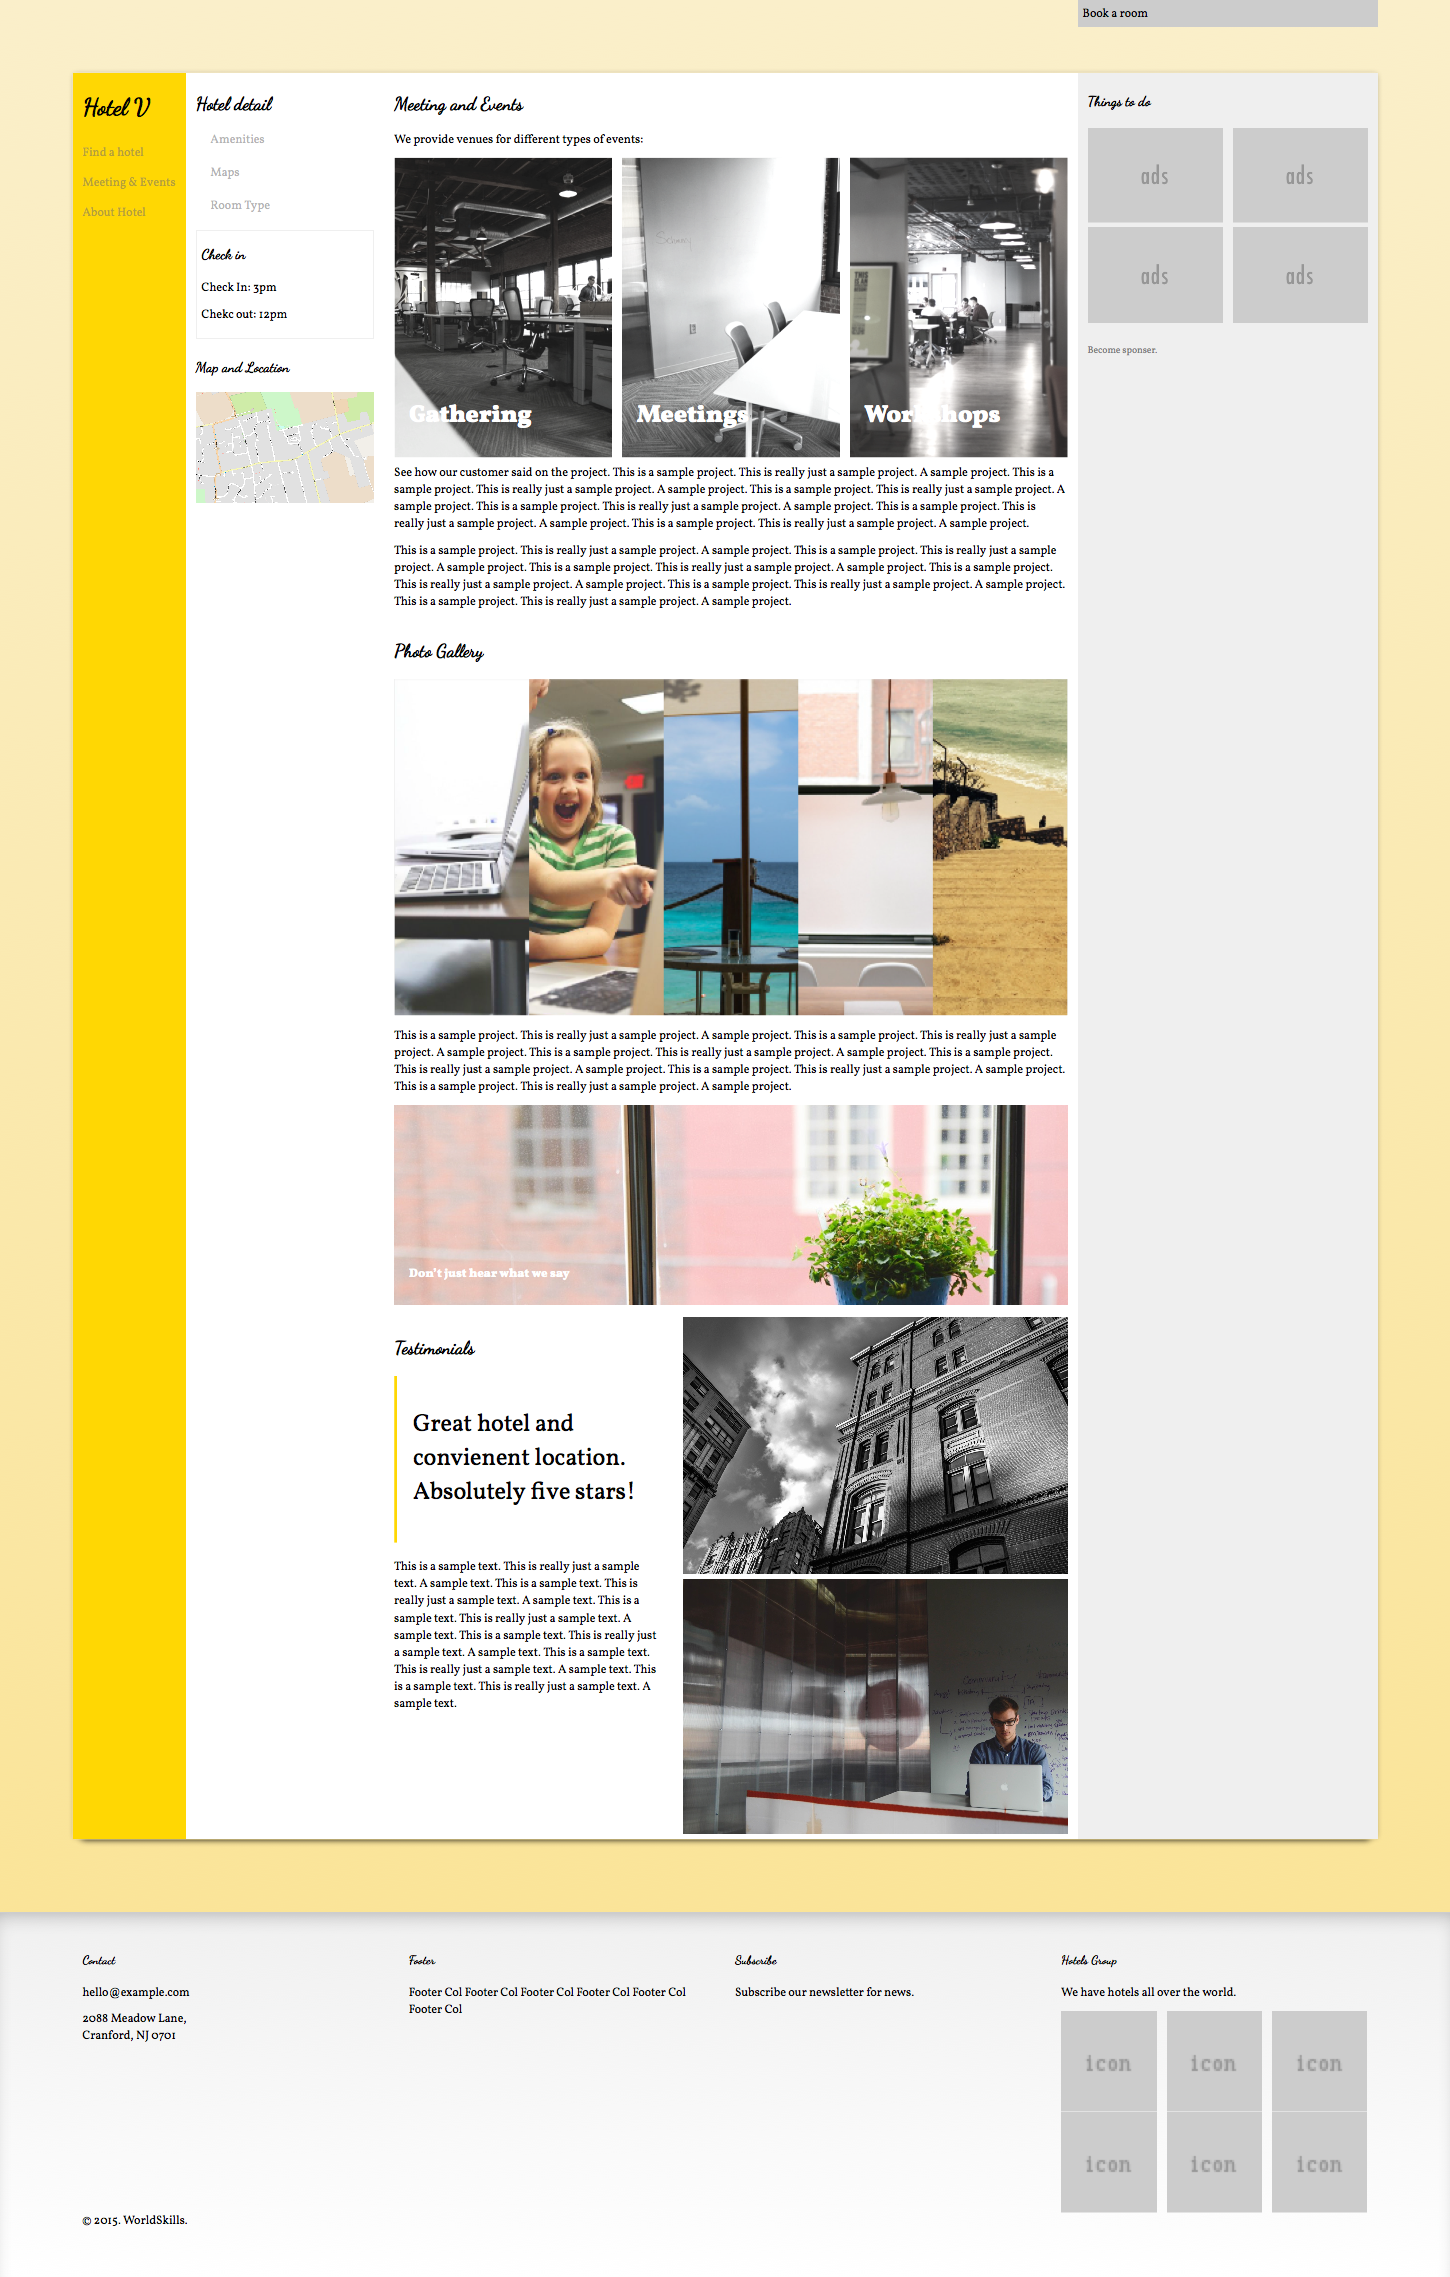 Book a room
Hotel V
Find a hotel
Meeting & Events
About Hotel
Hotel detail
Amenities
Maps
Room Type
Check in
Check In: 3pm
Chekc out: 12pm
Map and Location
Meeting and Events
We provide venues for different types of events:
Gathering
Meetings
Workshops
See how our customer said on the project. This is a sample project. This is really just a sample project. A sample project. This is a
sample project. This is really just a sample project. A sample project. This is a sample project. This is really just a sample project. A
sample project. This is a sample project. This is really just a sample project. A sample project. This is a sample project. This is
really just a sample project. A sample project. This is a sample project. This is really just a sample project. A sample project.
This is a sample project. This is really just a sample project. A sample project. This is a sample project. This is really just a sample
project. A sample project. This is a sample project. This is really just a sample project. A sample project. This is a sample project.
This is really just a sample project. A sample project. This is a sample project. This is really just a sample project. A sample project.
This is a sample project. This is really just a sample project. A sample project.
Photo Gallery
This is a sample project. This is really just a sample project. A sample project. This is a sample project. This is really just a sample
project. A sample project. This is a sample project. This is really just a sample project. A sample project. This is a sample project.
This is really just a sample project. A sample project. This is a sample project. This is really just a sample project. A sample project.
This is a sample project. This is really just a sample project. A sample project.
Don't just hear what we say
Testimonials
Great hotel and
convienent location.
Absolutely five stars!
This is a sample text. This is really just a sample
text. A sample text. This is a sample text. This is
really just a sample text. A sample text. This is a
sample text. This is really just a sample text. A
sample text. This is a sample text. This is really just
a sample text. A sample text. This is a sample text.
This is really just a sample text. A sample text. This
is a sample text. This is really just a sample text. A
sample text.
Things to do
ads
ads
ads
ads
Become sponser.
Contact
hello@example.com
2088 Meadow Lane,
Cranford, NJ 0701
Footer
Footer Col Footer Col Footer Col Footer Col Footer Col
Footer Col
Subscribe
Subscribe our newsletter for news.
Hotels Group
We have hotels all over the world.
icon
icon
icon
icon
icon
icon
© 2015. WorldSkills.